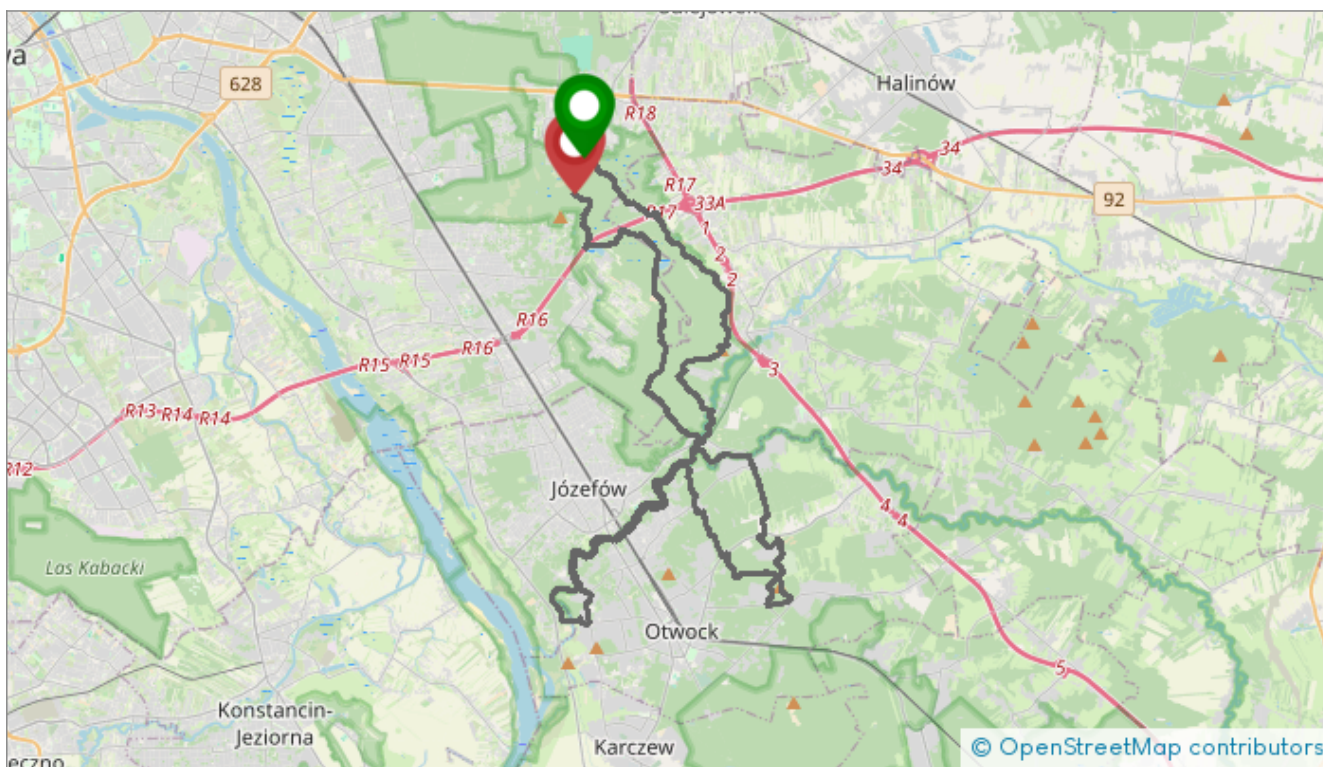 628
Halinów
R18
34
34
R17
33A
R17
92
1
2
2
R16
3
R15
R15
R16
R13
R14
R14
R12
Józefów
4
4
Las Kabacki
Otwock
5
Konstancin-
Jeziorna
Karczew
© OpenStreetMap contributors